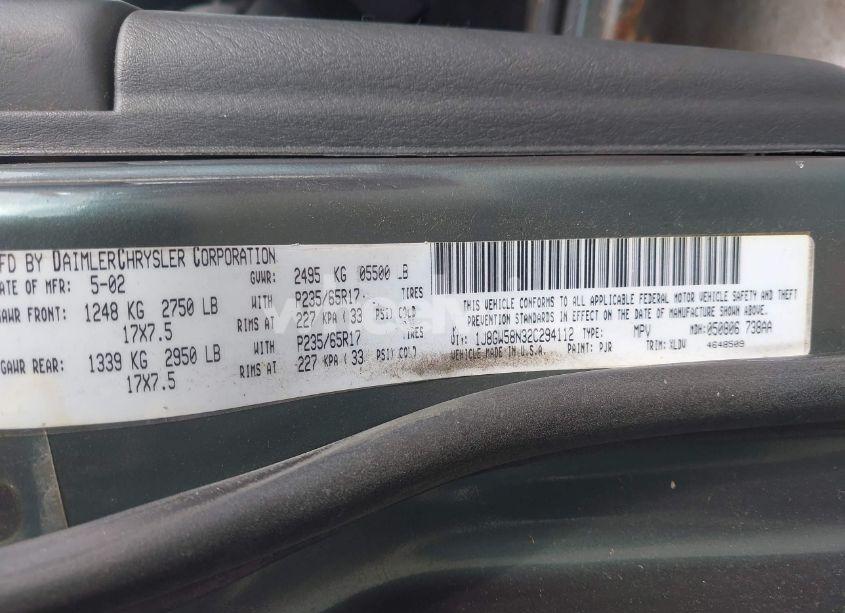 FD BY DAIMLERCHRYSLER CORPORATION
DATE OF MFR: 5-02 GVWR: 2495 KG 05500 LB
GAWR FRONT: 1248 KG 2750 LB WITH P235/65R17 TIRES
17X7.5 RIMS AT 227 KPA ( 33 PSI) COLD
GAWR REAR: 1339 KG 2950 LB WITH P235/65R17 TIRES
17X7.5 RIMS AT 227 KPA ( 33 PSI) COLD
THIS VEHICLE CONFORMS TO ALL APPLICABLE FEDERAL MOTOR VEHICLE SAFETY AND THEFT
PREVENTION STANDARDS IN EFFECT ON THE DATE OF MANUFACTURE SHOWN ABOVE.
VIN: 1J8GW58N32C294112 TYPE: MPV MDH: 050806 738AA
VEHICLE MADE IN U.S.A. PAINT: PJR TRIM: XLDV 4648509